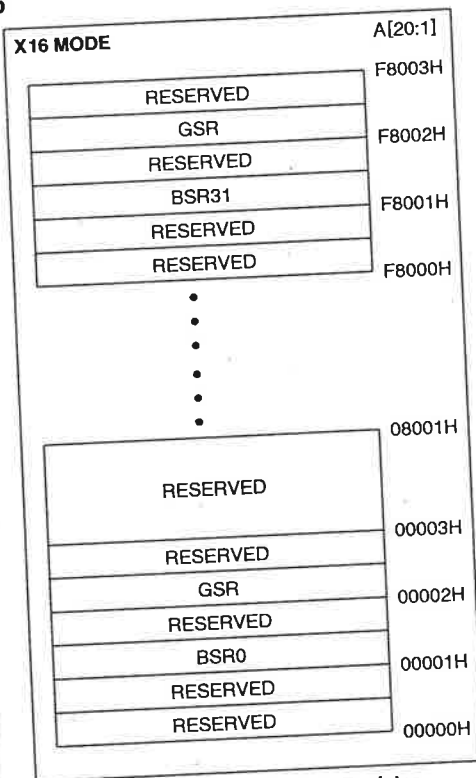 X16 MODE A[20:1]
F8003H
RESERVED
GSR
F8002H
RESERVED
BSR31
F8001H
RESERVED
RESERVED
F8000H
08001H
RESERVED
00003H
RESERVED
GSR
00002H
RESERVED
BSR0
00001H
RESERVED
RESERVED
00000H